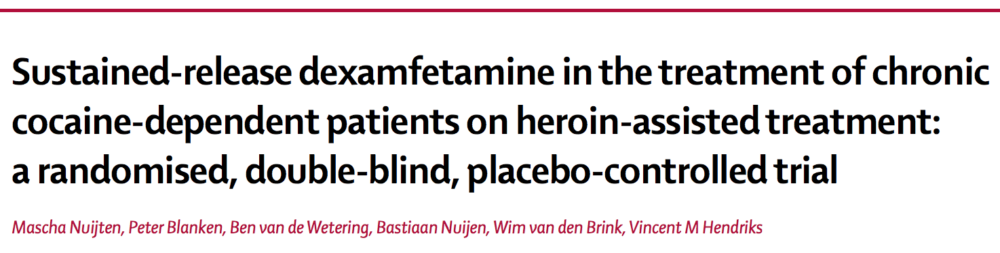 Sustained-release dexamfetamine in the treatment of chronic
cocaine-dependent patients on heroin-assisted treatment:
a randomised, double-blind, placebo-controlled trial
Mascha Nuijten, Peter Blanken, Ben van de Wetering, Bastiaan Nuijen, Wim van den Brink, Vincent M Hendriks